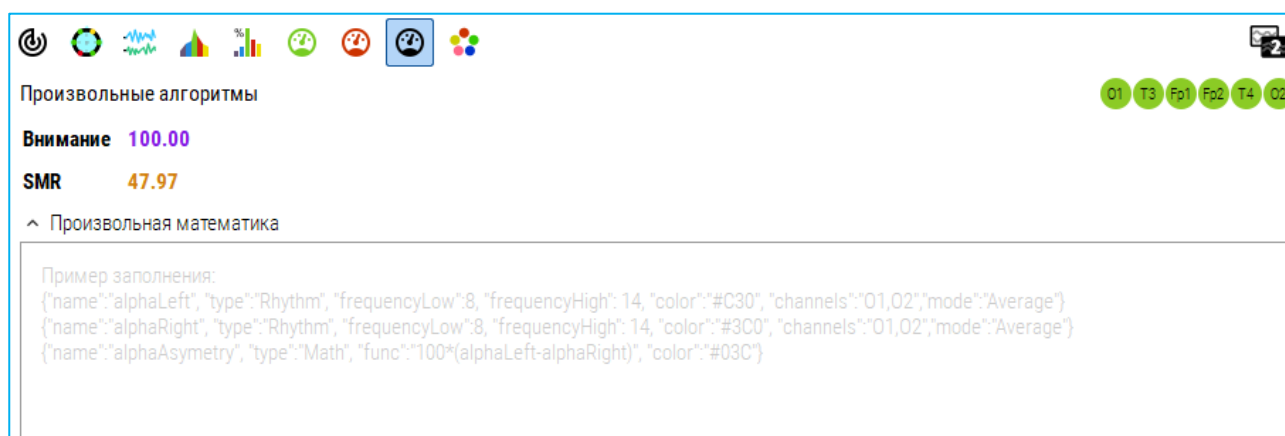 %
2
Произвольные алгоритмы
O1 T3 Fp1 Fp2 T4 O2
Внимание 100.00
SMR 47.97
Произвольная математика
Пример заполнения:
{"name":"alphaLeft", "type":"Rhythm", "frequencyLow":8, "frequencyHigh": 14, "color":"#C30", "channels":"O1,O2","mode":"Average"}
{"name":"alphaRight", "type":"Rhythm", "frequencyLow":8, "frequencyHigh": 14, "color":"#3C0", "channels":"O1,O2","mode":"Average"}
{"name":"alphaAsymetry", "type":"Math", "func":"100*(alphaLeft-alphaRight)", "color":"#03C"}